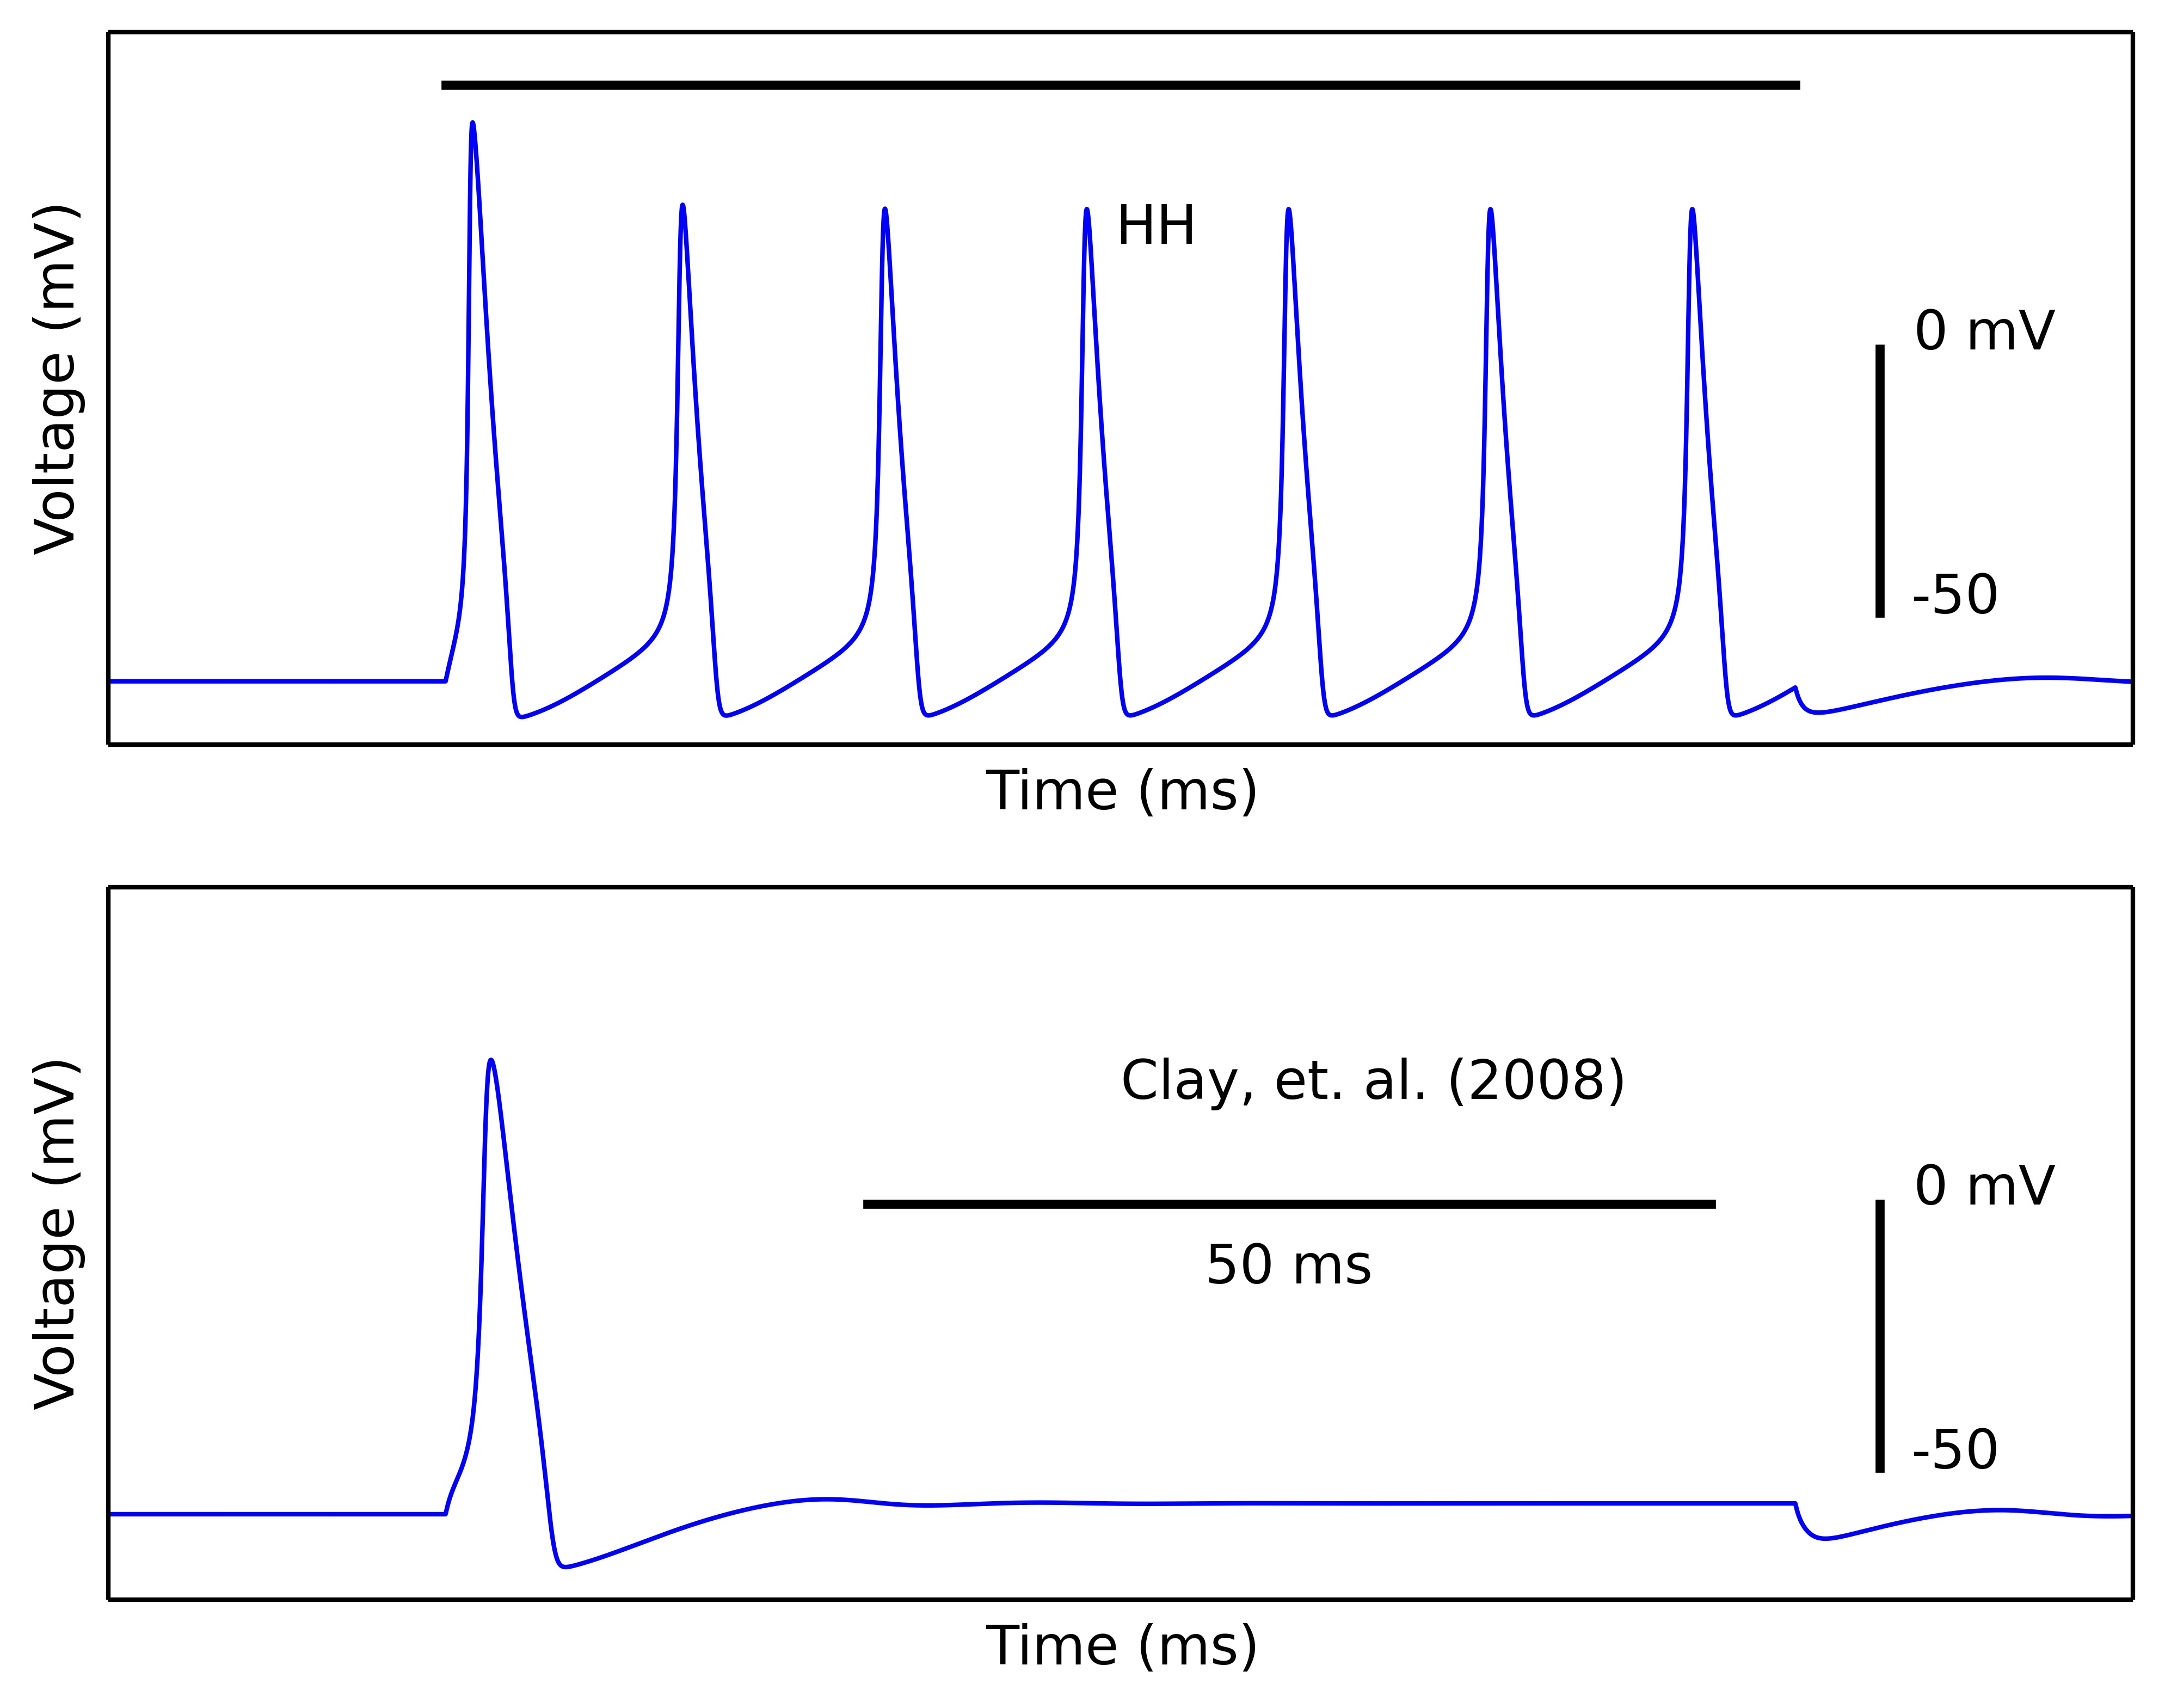 Voltage (mV)
HH
0 mV
-50
Time (ms)
Voltage (mV)
Clay, et. al. (2008)
0 mV
50 ms
-50
Time (ms)